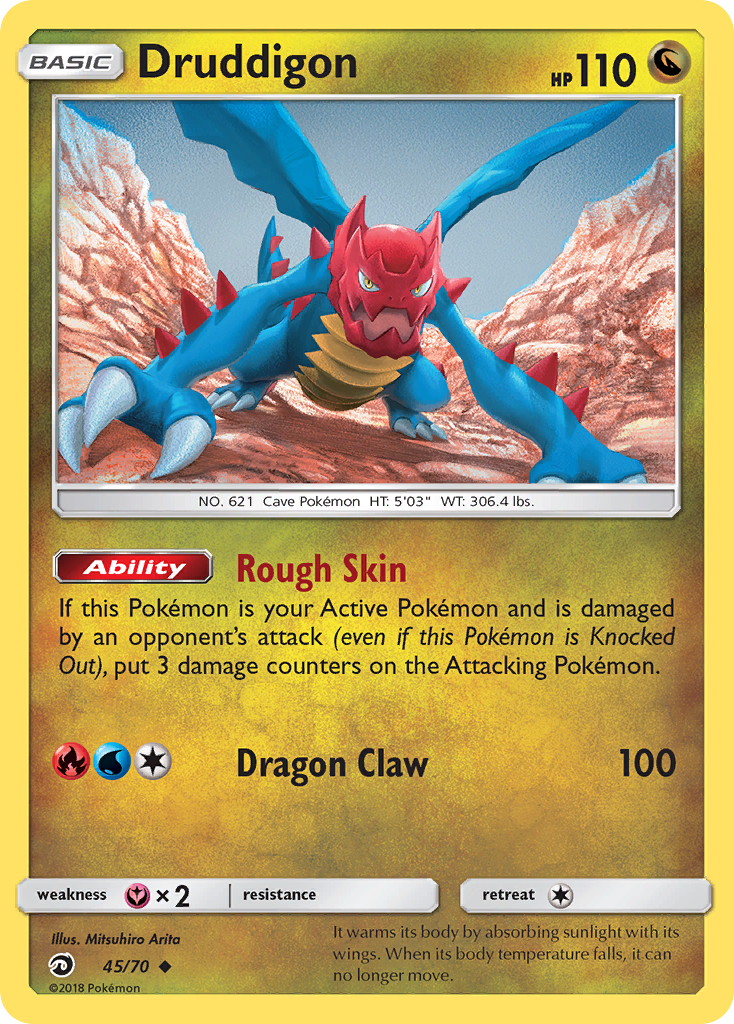 BASIC Druddigon HP110
NO. 621 Cave Pokémon HT: 5'03" WT: 306.4 lbs.
Ability Rough Skin
If this Pokémon is your Active Pokémon and is damaged
by an opponent's attack (even if this Pokémon is Knocked
Out), put 3 damage counters on the Attacking Pokémon.
Dragon Claw 100
weakness ×2 resistance retreat
Illus. Mitsuhiro Arita
45/70
©2018 Pokémon
It warms its body by absorbing sunlight with its
wings. When its body temperature falls, it can
no longer move.